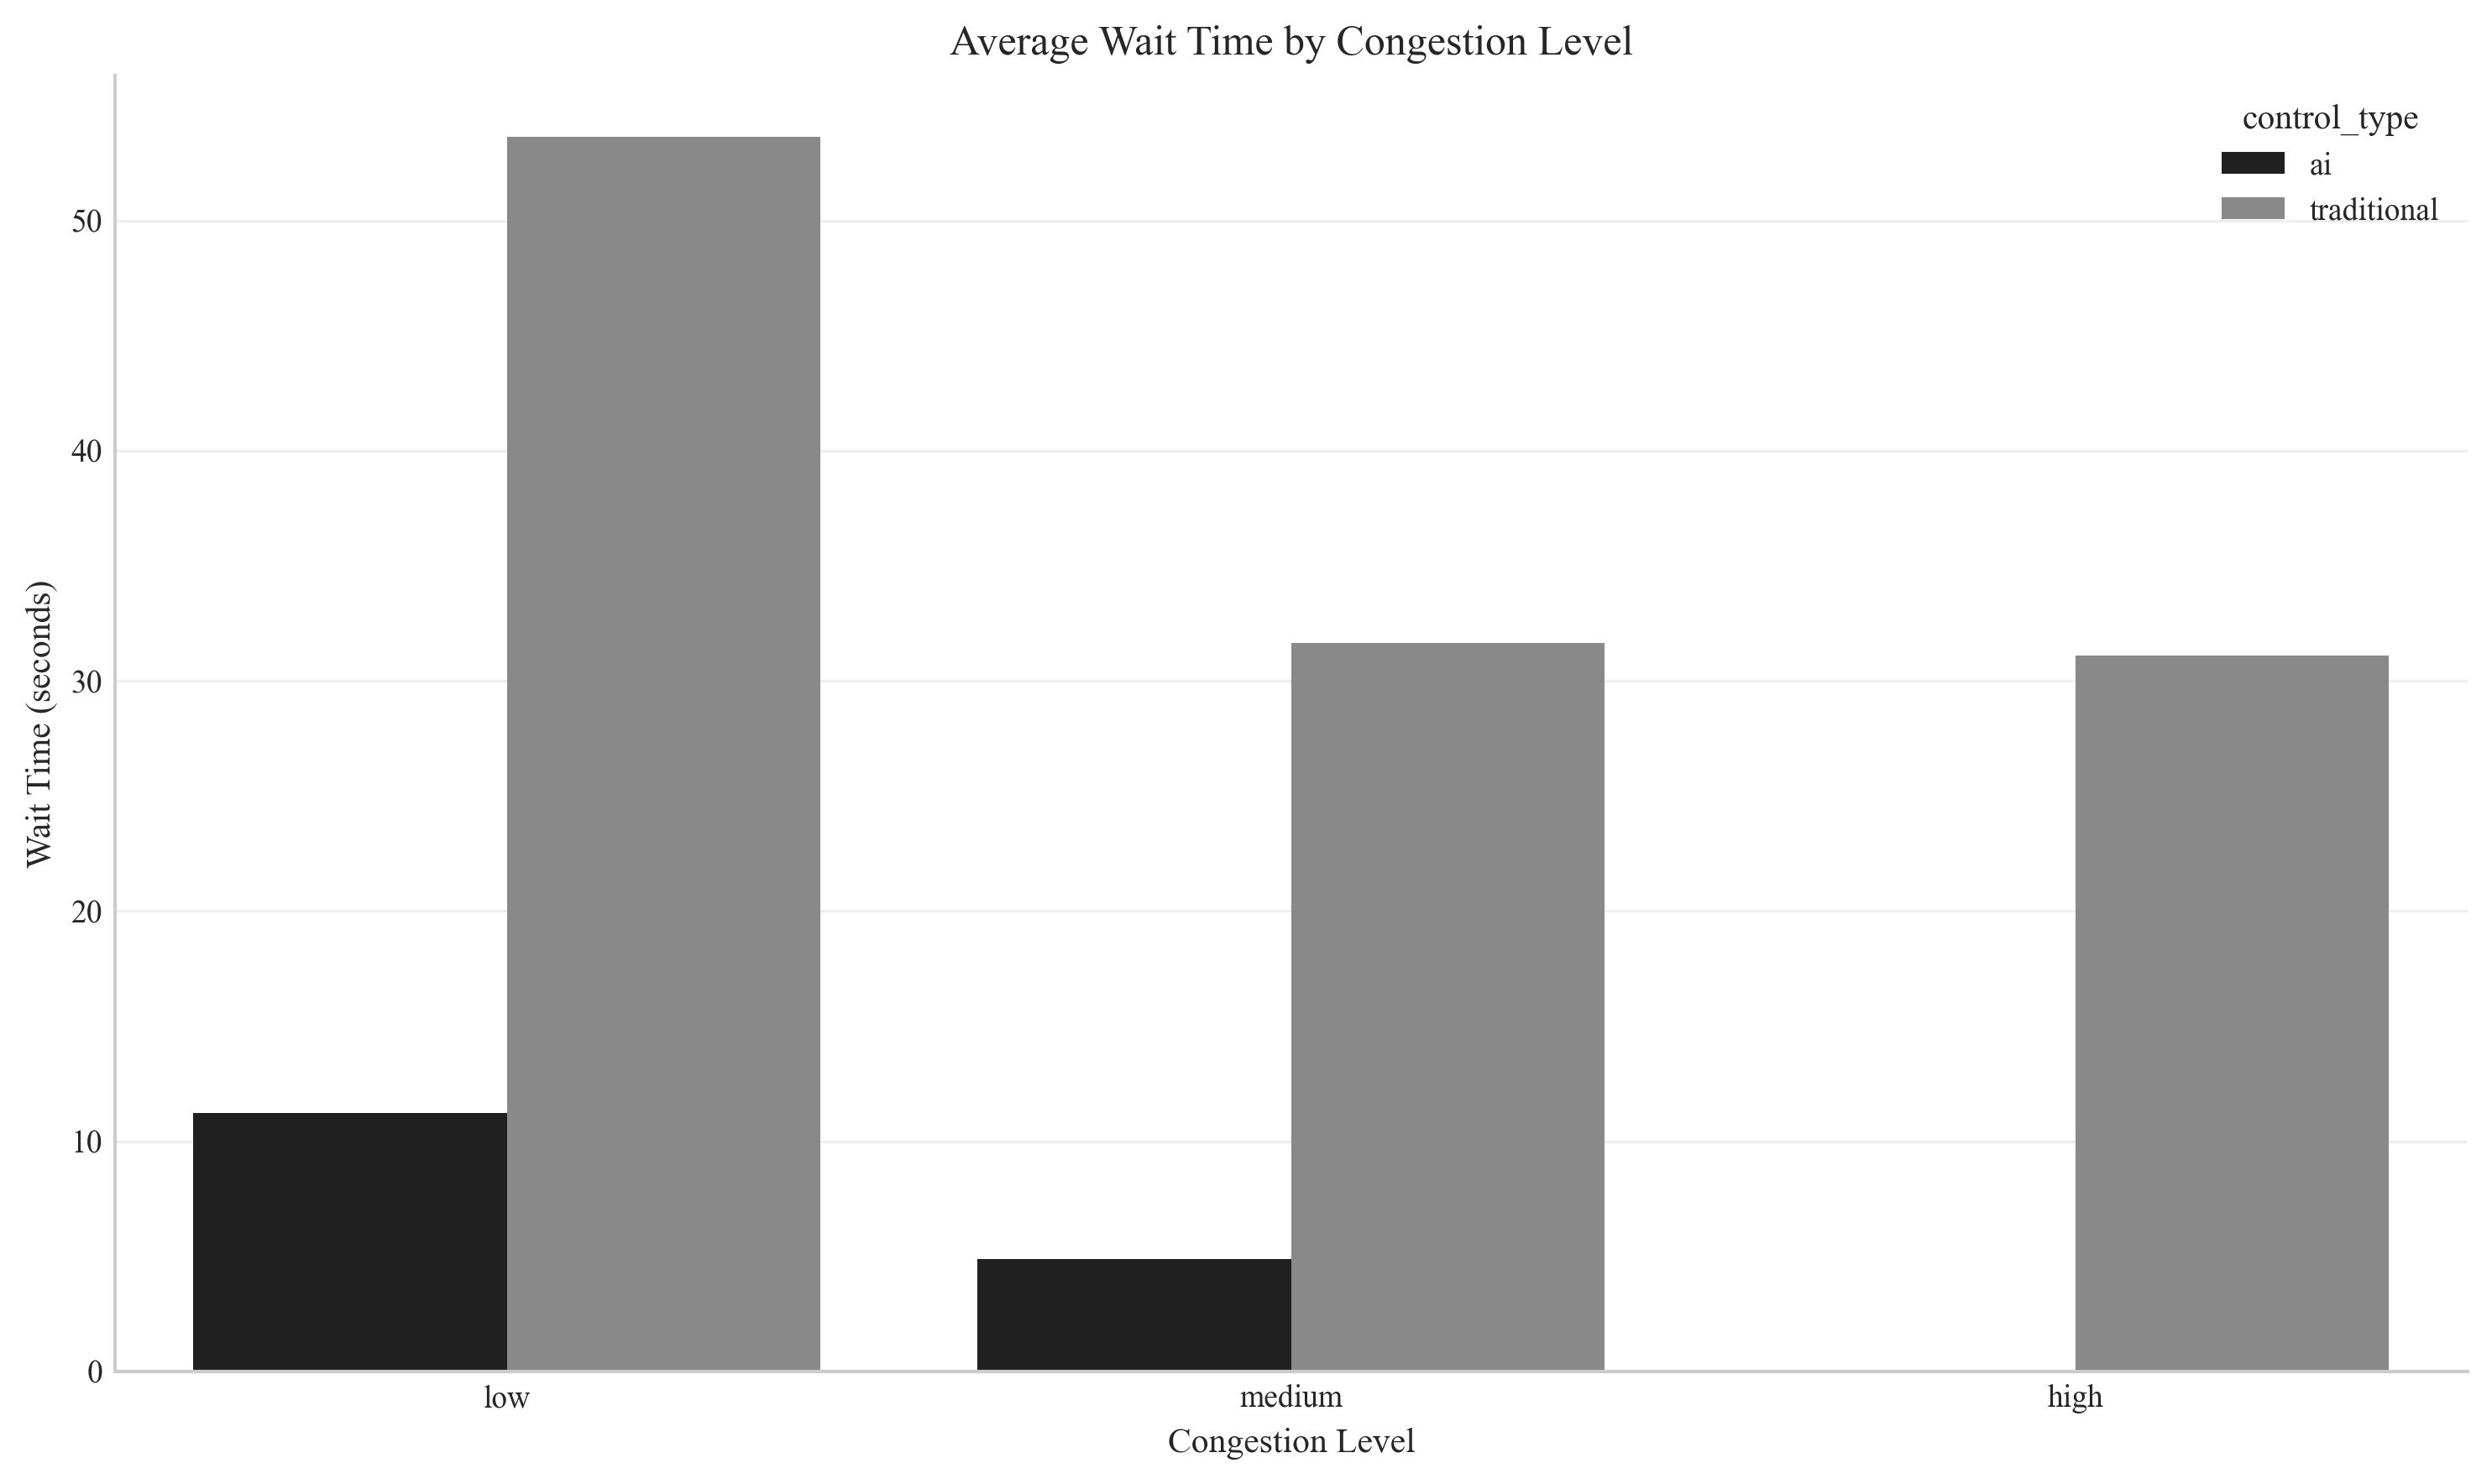 Average Wait Time by Congestion Level
control_type
ai
traditional
Wait Time (seconds)
50
40
30
20
10
0
low
medium
high
Congestion Level